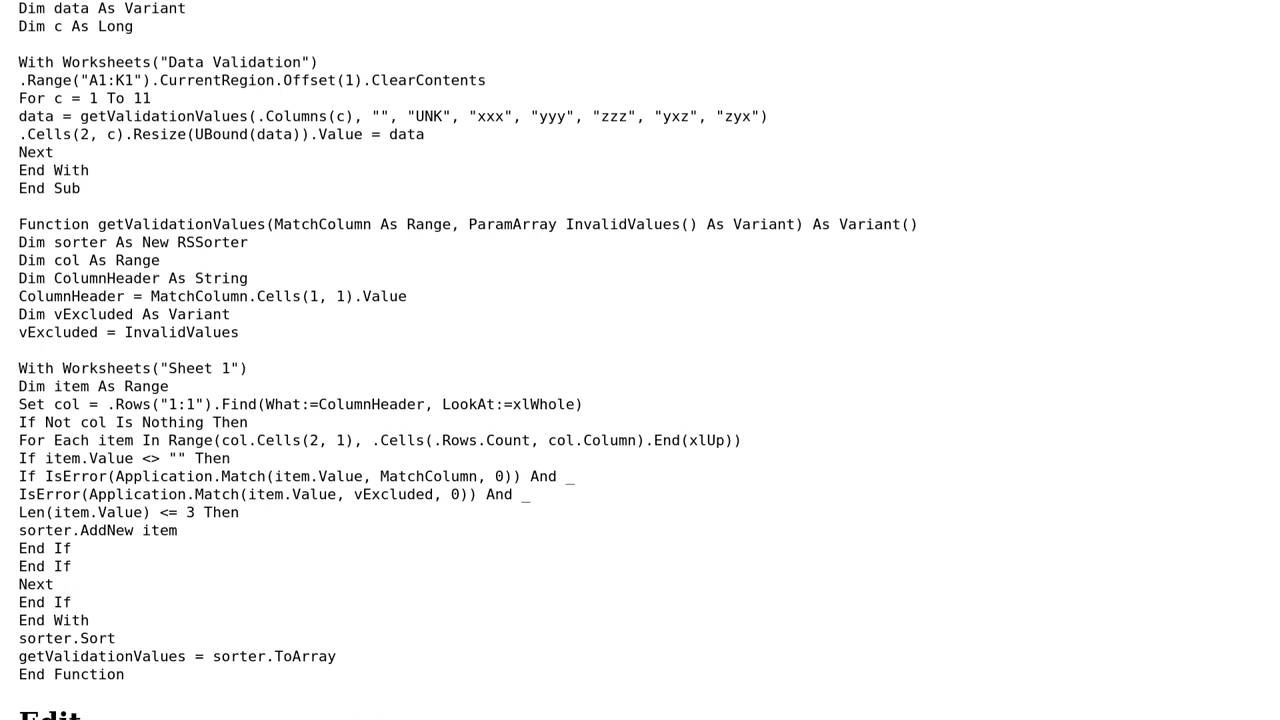 Dim data As Variant
Dim c As Long
With Worksheets("Data Validation")
.Range("A1:K1").CurrentRegion.Offset(1).ClearContents
For c = 1 To 11
data = getValidationValues(.Columns(c), "", "UNK", "xxx", "yyy", "zzz", "yxz", "zyx")
.Cells(2, c).Resize(UBound(data)).Value = data
Next
End With
End Sub
Function getValidationValues(MatchColumn As Range, ParamArray InvalidValues() As Variant) As Variant()
Dim sorter As New RSSorter
Dim col As Range
Dim ColumnHeader As String
ColumnHeader = MatchColumn.Cells(1, 1).Value
Dim vExcluded As Variant
vExcluded = InvalidValues
With Worksheets("Sheet 1")
Dim item As Range
Set col = .Rows("1:1").Find(What:=ColumnHeader, LookAt:=xlWhole)
If Not col Is Nothing Then
For Each item In Range(col.Cells(2, 1), .Cells(.Rows.Count, col.Column).End(xlUp))
If item.Value <> "" Then
If IsError(Application.Match(item.Value, MatchColumn, 0)) And _
IsError(Application.Match(item.Value, vExcluded, 0)) And _
Len(item.Value) <= 3 Then
sorter.AddNew item
End If
End If
Next
End If
End With
sorter.Sort
getValidationValues = sorter.ToArray
End Function
Edit